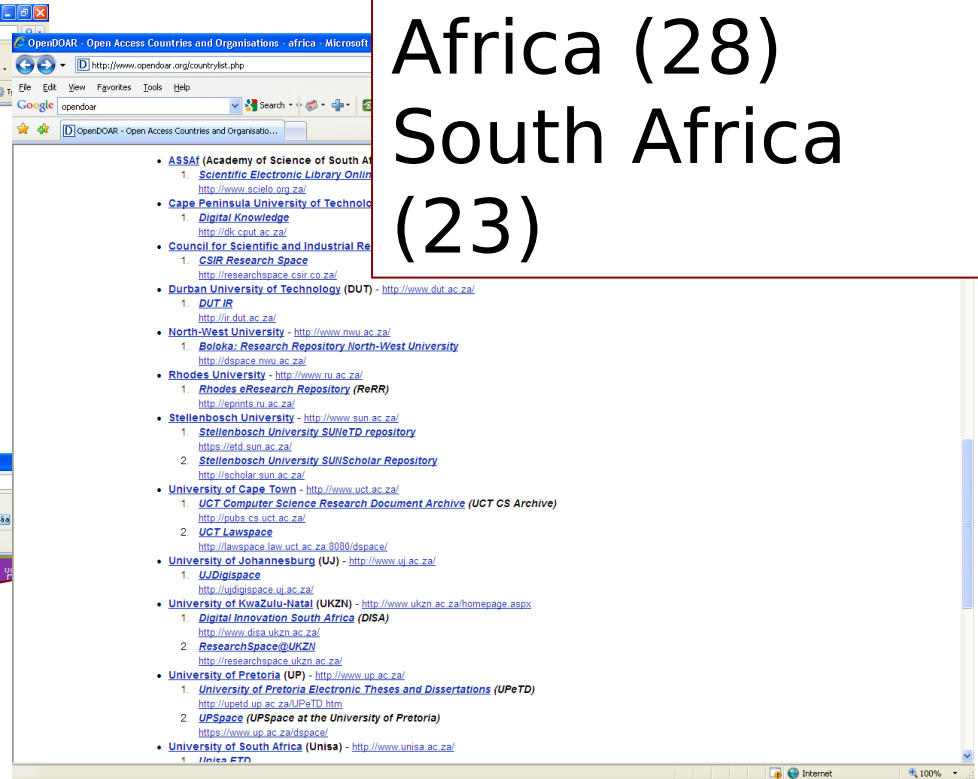 Africa (28)
South Africa
(23)
OpenDOAR - Open Access Countries and Organisations - africa - Microsoft
http://www.opendoar.org/countrylist.php
File Edit View Favorites Tools Help
Google opendoar Search
OpenDOAR - Open Access Countries and Organisatio...
• ASSAf (Academy of Science of South Af
1. Scientific Electronic Library Onlin
http://www.scielo.org.za/
• Cape Peninsula University of Technolo
1. Digital Knowledge
http://dk.cput.ac.za/
• Council for Scientific and Industrial Re
1. CSIR Research Space
http://researchspace.csir.co.za/
• Durban University of Technology (DUT) - http://www.dut.ac.za/
1. DUT IR
http://ir.dut.ac.za/
• North-West University - http://www.nwu.ac.za/
1. Boloka: Research Repository North-West University
http://dspace.nwu.ac.za/
• Rhodes University - http://www.ru.ac.za/
1. Rhodes eResearch Repository (ReRR)
http://eprints.ru.ac.za/
• Stellenbosch University - http://www.sun.ac.za/
1. Stellenbosch University SUNeTD repository
https://etd.sun.ac.za/
2. Stellenbosch University SUNScholar Repository
http://scholar.sun.ac.za/
• University of Cape Town - http://www.uct.ac.za/
1. UCT Computer Science Research Document Archive (UCT CS Archive)
http://pubs.cs.uct.ac.za/
2. UCT Lawspace
http://lawspace.law.uct.ac.za:8080/dspace/
• University of Johannesburg (UJ) - http://www.uj.ac.za/
1. UJDigispace
http://ujdigispace.uj.ac.za/
• University of KwaZulu-Natal (UKZN) - http://www.ukzn.ac.za/homepage.aspx
1. Digital Innovation South Africa (DISA)
http://www.disa.ukzn.ac.za/
2. ResearchSpace@UKZN
http://researchspace.ukzn.ac.za/
• University of Pretoria (UP) - http://www.up.ac.za/
1. University of Pretoria Electronic Theses and Dissertations (UPeTD)
http://upetd.up.ac.za/UPeTD.htm
2. UPSpace (UPSpace at the University of Pretoria)
https://www.up.ac.za/dspace/
• University of South Africa (Unisa) - http://www.unisa.ac.za/
1. Unisa ETD
Internet 100%